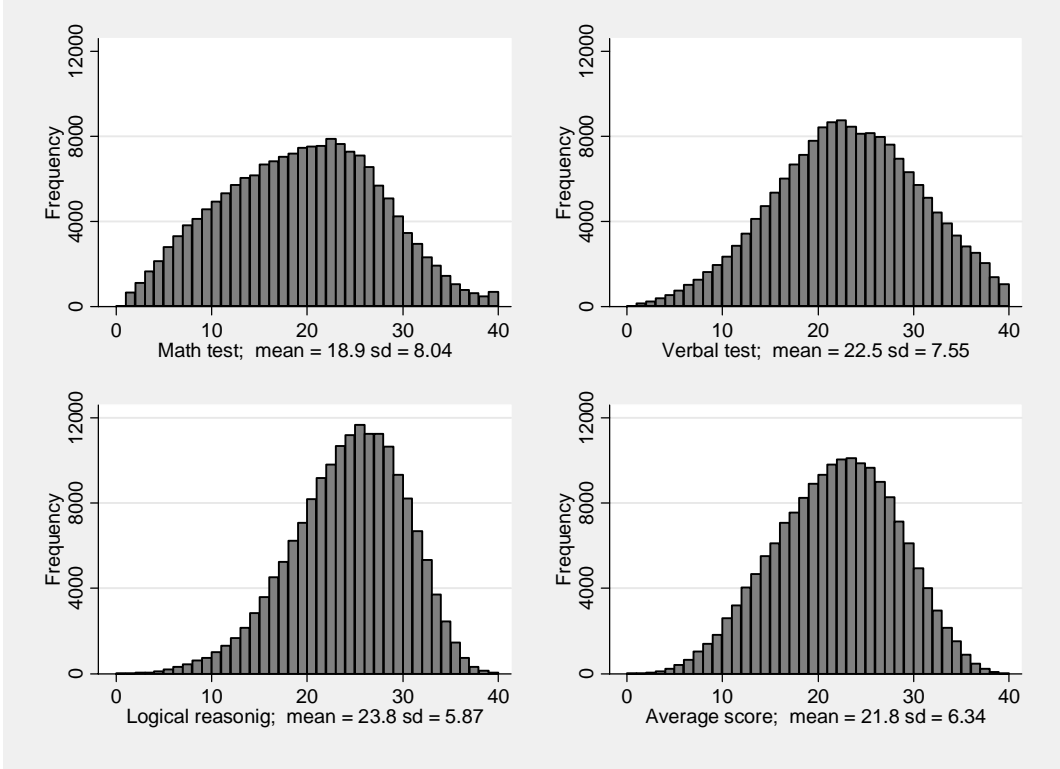 Frequency
0 4000 8000 12000
0 10 20 30 40
Math test; mean = 18.9 sd = 8.04
Frequency
0 4000 8000 12000
0 10 20 30 40
Verbal test; mean = 22.5 sd = 7.55
Frequency
0 4000 8000 12000
0 10 20 30 40
Logical reasonig; mean = 23.8 sd = 5.87
Frequency
0 4000 8000 12000
0 10 20 30 40
Average score; mean = 21.8 sd = 6.34